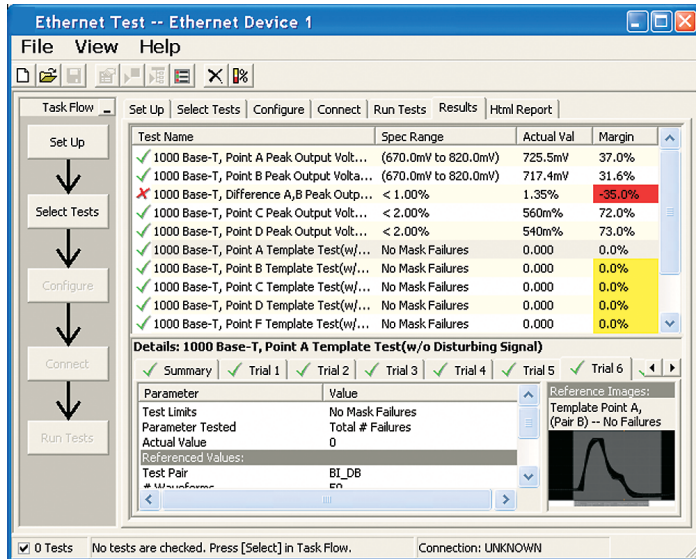 Ethernet Test -- Ethernet Device 1
File View Help
Task Flow
Set Up
Select Tests
Configure
Connect
Run Tests
Set Up Select Tests Configure Connect Run Tests Results Html Report
Test Name Spec Range Actual Val Margin
1000 Base-T, Point A Peak Output Volt... (670.0mV to 820.0mV) 725.5mV 37.0%
1000 Base-T, Point B Peak Output Volta... (670.0mV to 820.0mV) 717.4mV 31.6%
1000 Base-T, Difference A,B Peak Outp... < 1.00% 1.35% -35.0%
1000 Base-T, Point C Peak Output Volt... < 2.00% 560m% 72.0%
1000 Base-T, Point D Peak Output Volt... < 2.00% 540m% 73.0%
1000 Base-T, Point A Template Test(w/... No Mask Failures 0.000 0.0%
1000 Base-T, Point B Template Test(w/... No Mask Failures 0.000 0.0%
1000 Base-T, Point C Template Test(w/... No Mask Failures 0.000 0.0%
1000 Base-T, Point D Template Test(w/... No Mask Failures 0.000 0.0%
1000 Base-T, Point F Template Test(w/... No Mask Failures 0.000 0.0%
Details: 1000 Base-T, Point A Template Test(w/o Disturbing Signal)
Summary Trial 1 Trial 2 Trial 3 Trial 4 Trial 5 Trial 6
Parameter Value
Test Limits No Mask Failures
Parameter Tested Total # Failures
Actual Value 0
Referenced Values:
Test Pair BI_DB
# Waveforms 50
Reference Images:
Template Point A,
(Pair B) -- No Failures
0 Tests No tests are checked. Press [Select] in Task Flow. Connection: UNKNOWN